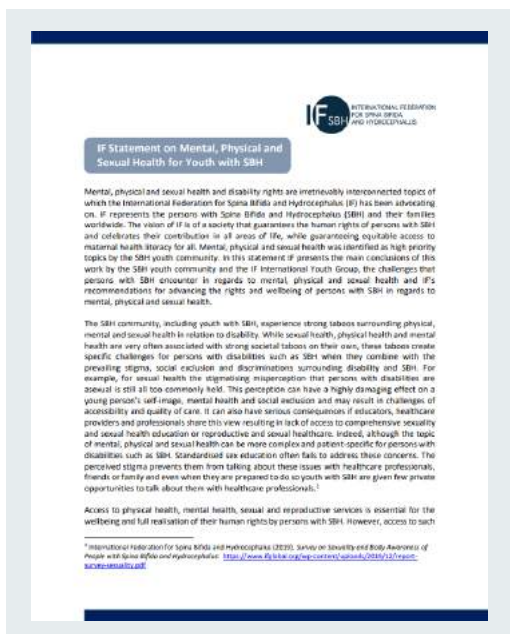 IF SBH
INTERNATIONAL FEDERATION
FOR SPINA BIFIDA
AND HYDROCEPHALUS
IF Statement on Mental, Physical and
Sexual Health for Youth with SBH
Mental, physical and sexual health and disability rights are irretrievably interconnected topics of
which the International Federation for Spina Bifida and Hydrocephalus (IF) has been advocating
on. IF represents the persons with Spina Bifida and Hydrocephalus (SBH) and their families
worldwide. The vision of IF is of a society that guarantees the human rights of persons with SBH
and celebrates their contribution in all areas of life, while guaranteeing equitable access to
maternal health literacy for all. Mental, physical and sexual health was identified as high priority
topics by the SBH youth community. In this statement IF presents the main conclusions of this
work by the SBH youth community and the IF International Youth Group, the challenges that
persons with SBH encounter in regards to mental, physical and sexual health and IF's
recommendations for advancing the rights and wellbeing of persons with SBH in regards to
mental, physical and sexual health.
The SBH community, including youth with SBH, experience strong taboos surrounding physical,
mental and sexual health in relation to disability. While sexual health, physical health and mental
health are very often associated with strong societal taboos on their own, these taboos create
specific challenges for persons with disabilities such as SBH when they combine with the
prevailing stigma, social exclusion and discriminations surrounding disability and SBH. For
example, for sexual health the stigmatising misperception that persons with disabilities are
asexual is still all too commonly held. This perception can have a highly damaging effect on a
young person's self-image, mental health and social exclusion and may result in challenges of
accessibility and quality of care. It can also have serious consequences if educators, healthcare
providers and professionals share this view resulting in lack of access to comprehensive sexuality
and sexual health education or reproductive and sexual healthcare. Indeed, although the topic
of mental, physical and sexual health can be more complex and patient-specific for persons with
disabilities such as SBH. Standardised sex education often fails to address these concerns. The
perceived stigma prevents them from talking about these issues with healthcare professionals,
friends or family and even when they are prepared to do so youth with SBH are given few private
opportunities to talk about them with healthcare professionals.¹
Access to physical health, mental health, sexual and reproductive services is essential for the
wellbeing and full realisation of their human rights by persons with SBH. However, access to such
¹ International Federation for Spina Bifida and Hydrocephalus (2019). Survey on Sexuality and Body Awareness of
People with Spina Bifida and Hydrocephalus. https://www.ifglobal.org/wp-content/uploads/2019/12/report-
survey-sexuality.pdf